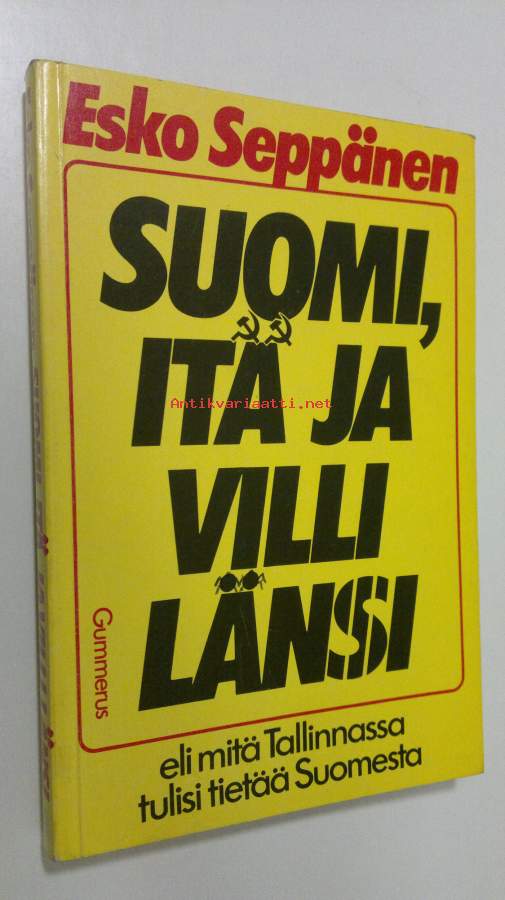 Esko Seppänen
SUOMI,
ITÄ JA
Antikvariaatti.net
VILLI
LÄNSI
Gummerus
eli mitä Tallinnassa
tulisi tietää Suomesta